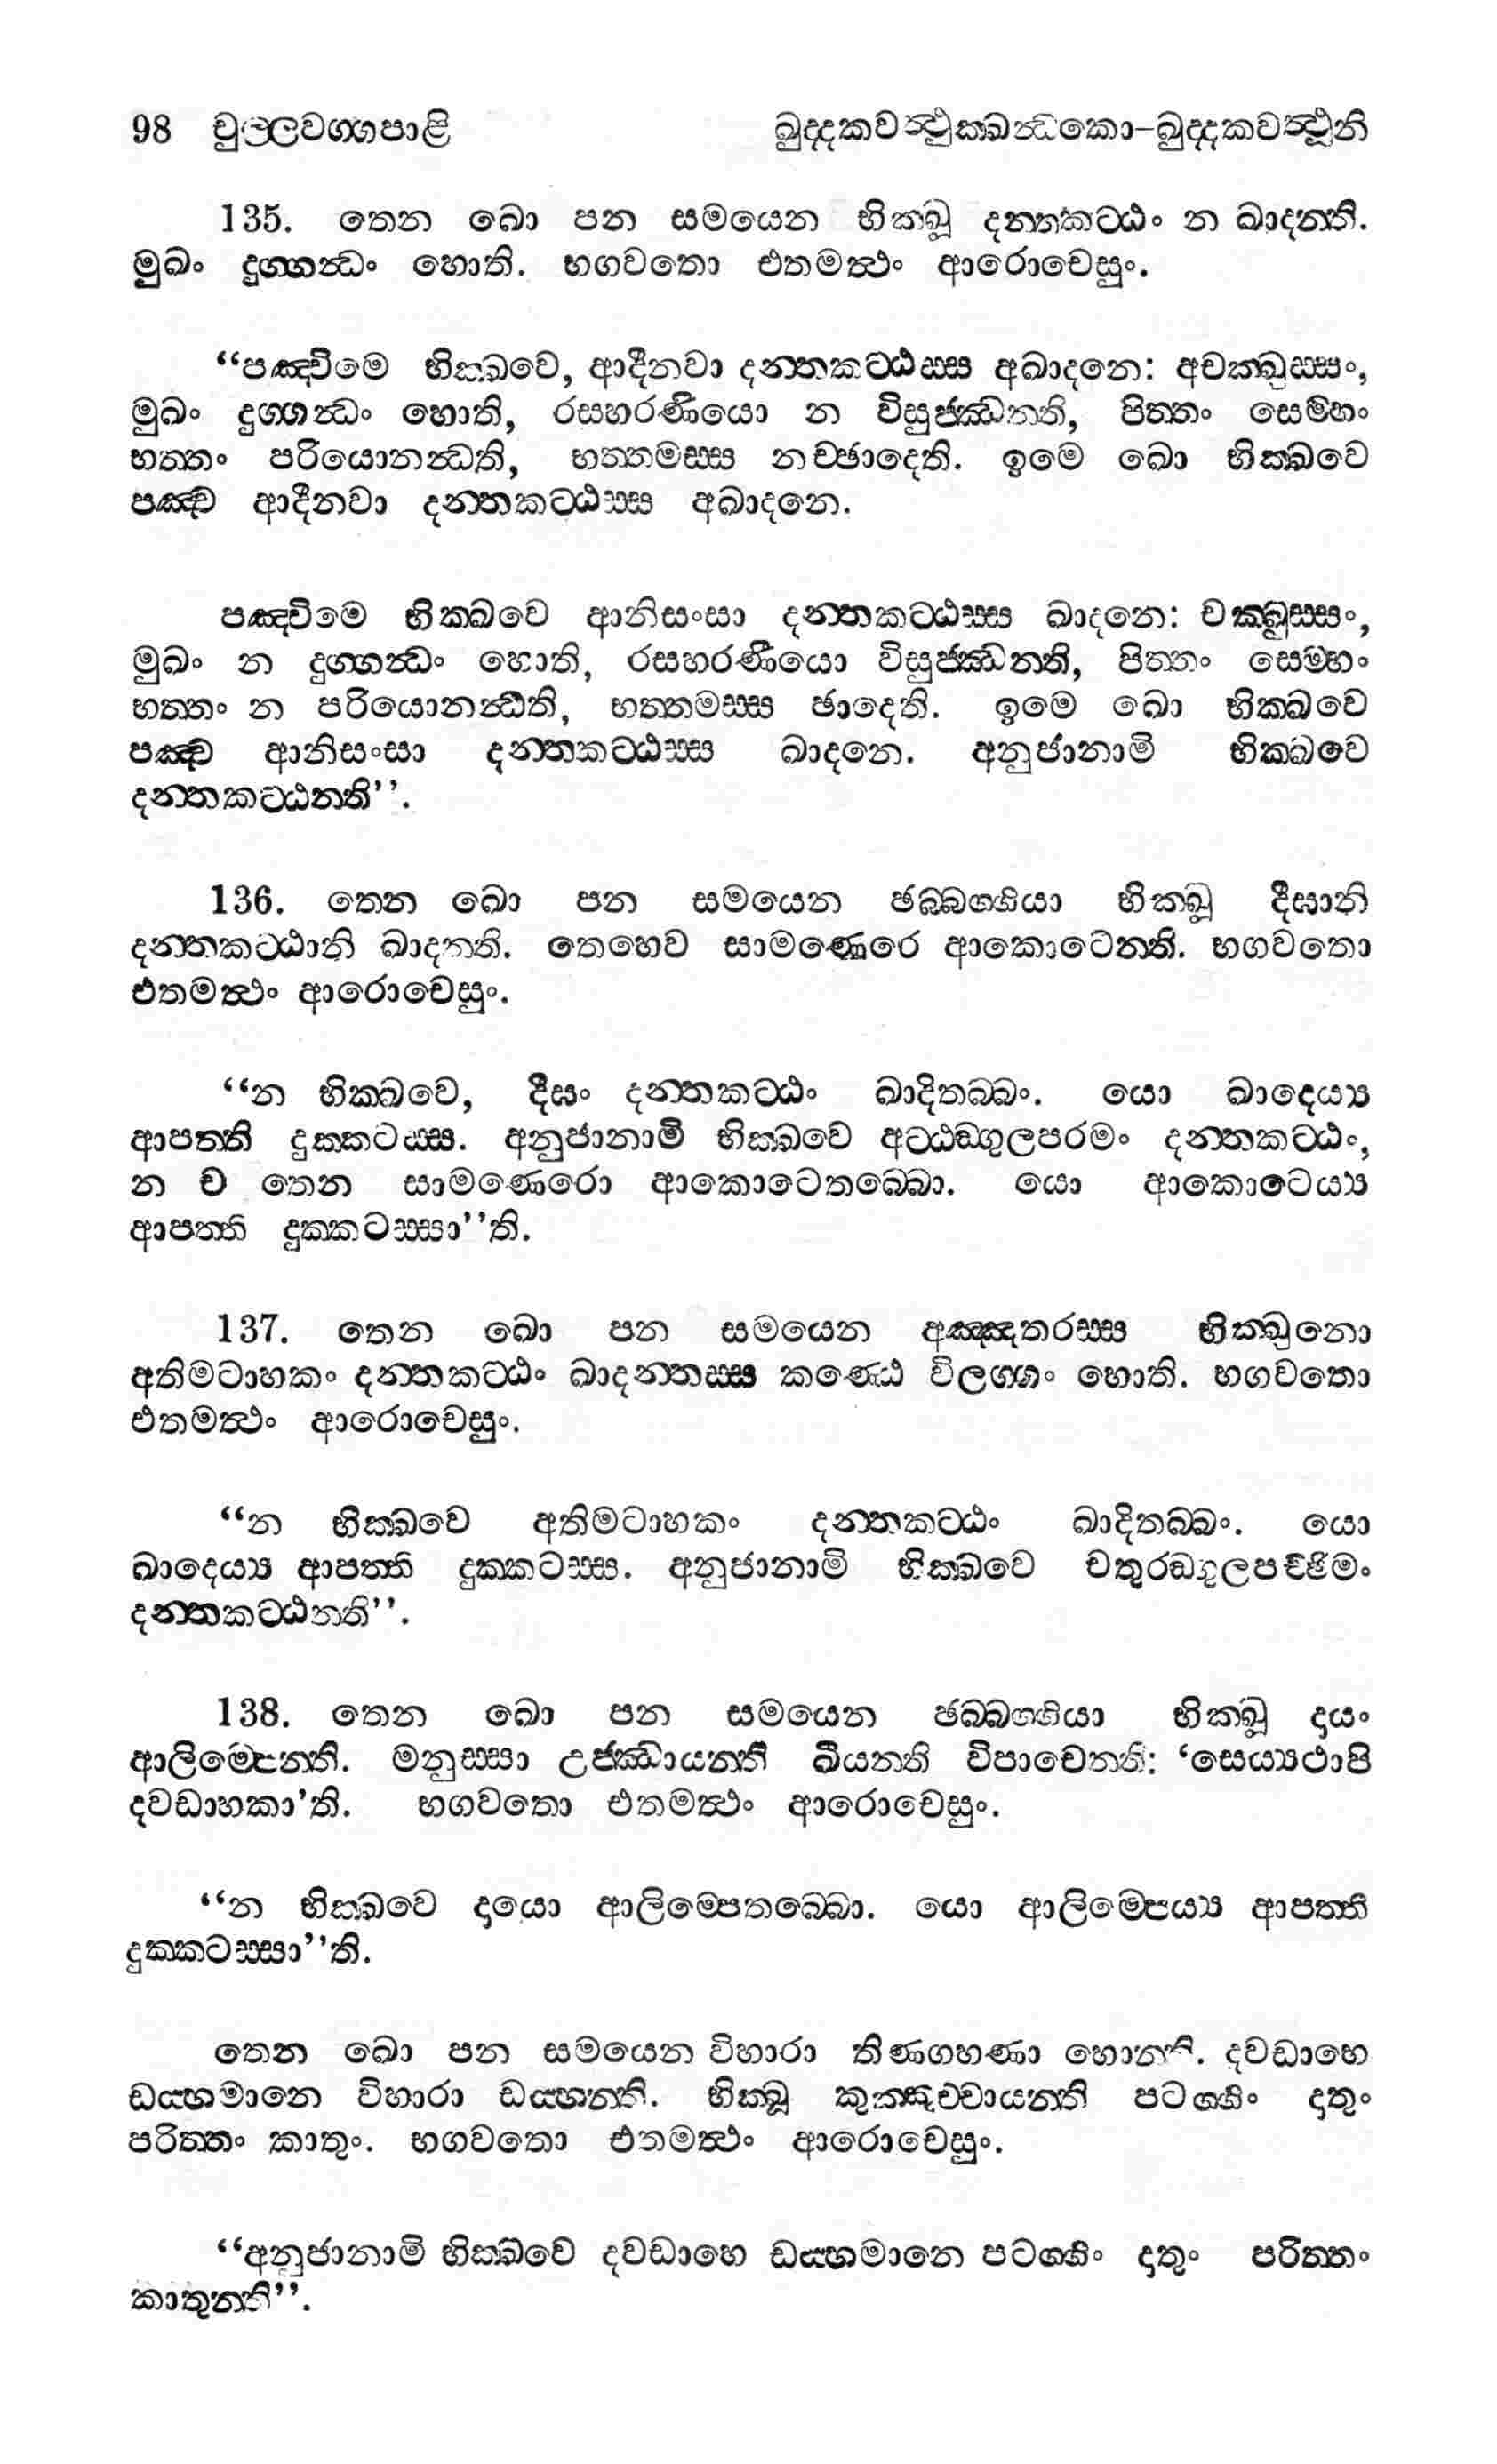 98 චුල්ලවග්ගපාළි ඛුද්දකවත්ථුක්ඛන්ධකො-ඛුද්දකවත්ථූනි
135. තෙන ඛො පන සමයෙන භික්ඛූ දන්තකට්ඨං න ඛාදන්ති.
මුඛං දුග්ගන්ධං හොති. භගවතො එතමත්ථං ආරොචෙසුං.
“පඤ්චිමෙ භික්ඛවෙ, ආදීනවා දන්තකට්ඨස්ස අඛාදනෙ: අචක්ඛුස්සං,
මුඛං දුග්ගන්ධං හොති, රසහරණියො න විසුජ්ඣන්ති, පිත්තං සෙම්හං
භත්තං පරියොනන්ධති, භත්තමස්ස නච්ඡාදෙති. ඉමෙ ඛො භික්ඛවෙ
පඤ්ච ආදීනවා දන්තකට්ඨස්ස අඛාදනෙ.
පඤ්චිමෙ භික්ඛවෙ ආනිසංසා දන්තකට්ඨස්ස ඛාදනෙ: චක්ඛුස්සං,
මුඛං න දුග්ගන්ධං හොති, රසහරණියො විසුජ්ඣන්ති, පිත්තං සෙම්හං
භත්තං න පරියොනන්ධති, භත්තමස්ස ඡාදෙති. ඉමෙ ඛො භික්ඛවෙ
පඤ්ච ආනිසංසා දන්තකට්ඨස්ස ඛාදනෙ. අනුජානාමි භික්ඛවෙ
දන්තකට්ඨන්ති”.
136. තෙන ඛො පන සමයෙන ඡබ්බග්ගියා භික්ඛූ දීඝානි
දන්තකට්ඨානි ඛාදන්ති. තෙහෙව සාමණෙරෙ ආකොටෙන්ති. භගවතො
එතමත්ථං ආරොචෙසුං.
“න භික්ඛවෙ, දීඝං දන්තකට්ඨං ඛාදිතබ්බං. යො ඛාදෙය්‍ය
ආපත්ති දුක්කටස්ස. අනුජානාමි භික්ඛවෙ අට්ඨඞ්ගුලපරමං දන්තකට්ඨං,
න ච තෙන සාමණෙරො ආකොටෙතබ්බො. යො ආකොටෙය්‍ය
ආපත්ති දුක්කටස්සා”ති.
137. තෙන ඛො පන සමයෙන අඤ්ඤතරස්ස භික්ඛුනො
අතිමටාහකං දන්තකට්ඨං ඛාදන්තස්ස කණ්ඨෙ විලග්ගං හොති. භගවතො
එතමත්ථං ආරොචෙසුං.
“න භික්ඛවෙ අතිමටාහකං දන්තකට්ඨං ඛාදිතබ්බං. යො
ඛාදෙය්‍ය ආපත්ති දුක්කටස්ස. අනුජානාමි භික්ඛවෙ චතුරඞ්ගුලපච්ඡිමං
දන්තකට්ඨන්ති”.
138. තෙන ඛො පන සමයෙන ඡබ්බග්ගියා භික්ඛූ දායං
ආලිම්පෙන්ති. මනුස්සා උජ්ඣායන්ති ඛීයන්ති විපාචෙන්ති: ‘සෙය්‍යථාපි
දවඩාහකා’ති. භගවතො එතමත්ථං ආරොචෙසුං.
“න භික්ඛවෙ දායො ආලිම්පෙතබ්බො. යො ආලිම්පෙය්‍ය ආපත්ති
දුක්කටස්සා”ති.
තෙන ඛො පන සමයෙන විහාරා තිණගහණා හොන්ති. දවඩාහෙ
ඩය්හමානෙ විහාරා ඩය්හන්ති. භික්ඛූ කුක්කුච්චායන්ති පටග්ගිං දාතුං
පරිත්තං කාතුං. භගවතො එතමත්ථං ආරොචෙසුං.
“අනුජානාමි භික්ඛවෙ දවඩාහෙ ඩය්හමානෙ පටග්ගිං දාතුං පරිත්තං
කාතුන්ති”.